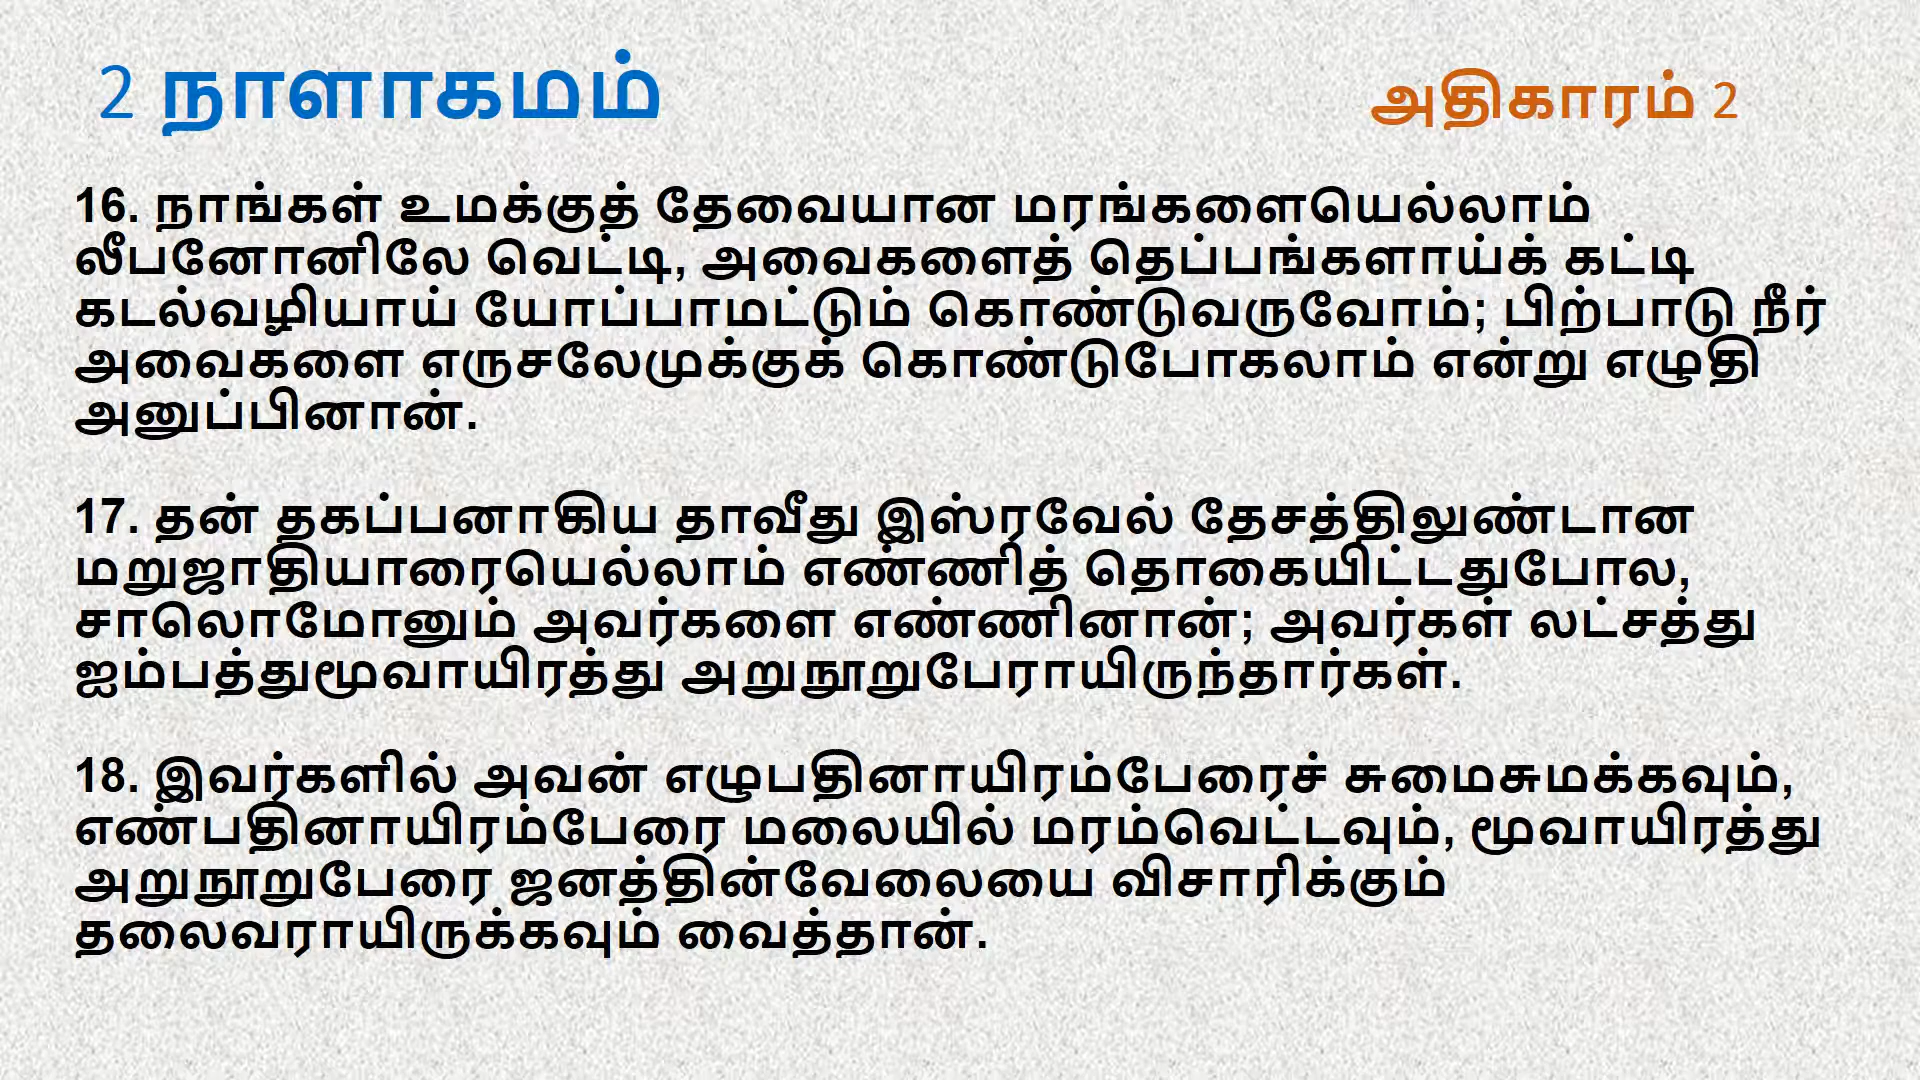 2 நாளாகமம்
அதிகாரம் 2
16. நாங்கள் உமக்குத் தேவையான மரங்களையெல்லாம்
லீபனோனிலே வெட்டி, அவைகளைத் தெப்பங்களாய்க் கட்டி
கடல்வழியாய் யோப்பாமட்டும் கொண்டுவருவோம்; பிற்பாடு நீர்
அவைகளை எருசலேமுக்குக் கொண்டுபோகலாம் என்று எழுதி
அனுப்பினான்.
17. தன் தகப்பனாகிய தாவீது இஸ்ரவேல் தேசத்திலுண்டான
மறுஜாதியாரையெல்லாம் எண்ணித் தொகையிட்டதுபோல,
சாலொமோனும் அவர்களை எண்ணினான்; அவர்கள் லட்சத்து
ஐம்பத்துமூவாயிரத்து அறுநூறுபேராயிருந்தார்கள்.
18. இவர்களில் அவன் எழுபதினாயிரம்பேரைச் சுமைசுமக்கவும்,
எண்பதினாயிரம்பேரை மலையில் மரம்வெட்டவும், மூவாயிரத்து
அறுநூறுபேரை ஜனத்தின்வேலையை விசாரிக்கும்
தலைவராயிருக்கவும் வைத்தான்.